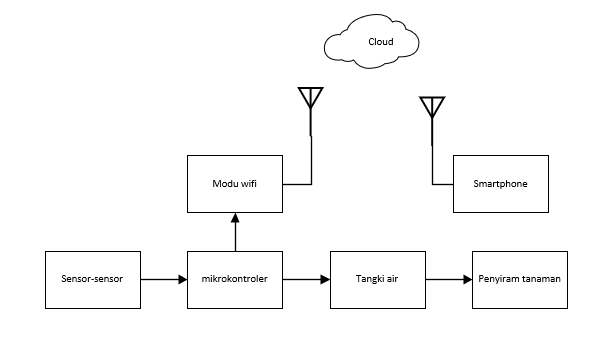 Cloud
Modu wifi
Smartphone
Sensor-sensor
mikrokontroler
Tangki air
Penyiram tanaman